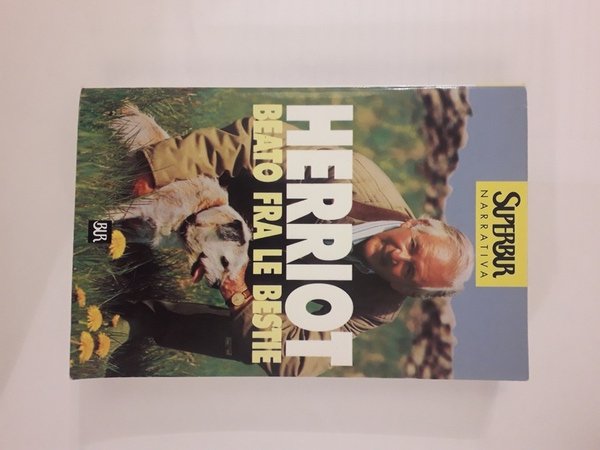 SUPERBUR
NARRATIVA
HERRIOT
BEATO FRA LE BESTIE
BUR